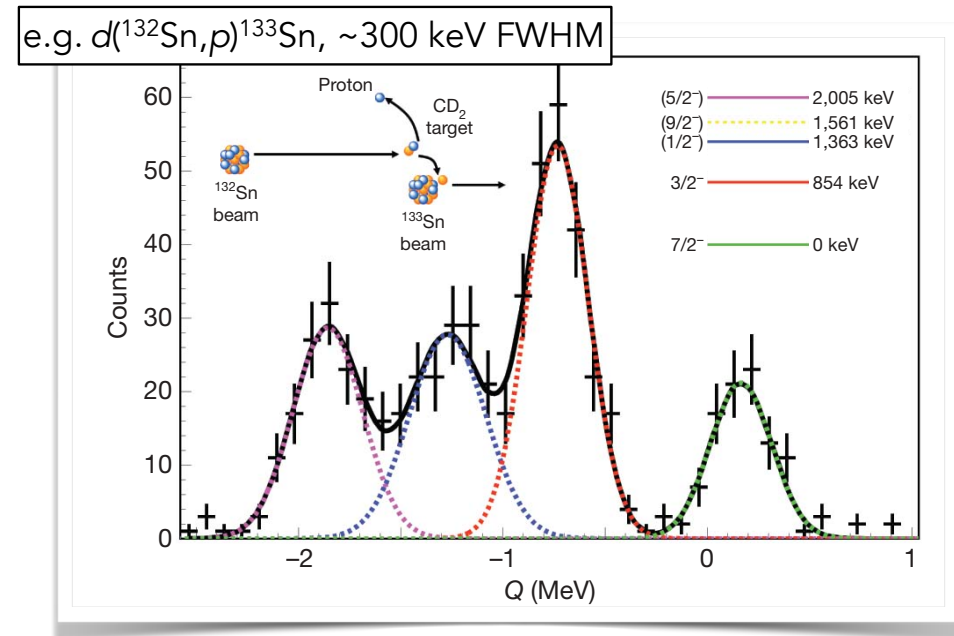 e.g. d(¹³²Sn,p)¹³³Sn, ~300 keV FWHM
Proton
CD₂
target
¹³²Sn
beam
¹³³Sn
beam
(5/2⁻) 2,005 keV
(9/2⁻) 1,561 keV
(1/2⁻) 1,363 keV
3/2⁻ 854 keV
7/2⁻ 0 keV
Counts
60
50
40
30
20
10
0
−2 −1 0 1
Q (MeV)